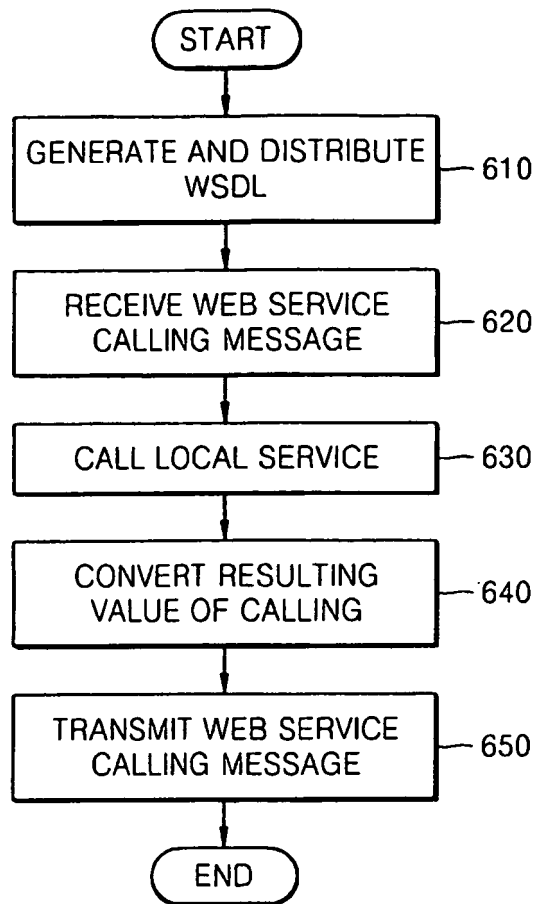 START
GENERATE AND DISTRIBUTE
WSDL
610
RECEIVE WEB SERVICE
CALLING MESSAGE
620
CALL LOCAL SERVICE
630
CONVERT RESULTING
VALUE OF CALLING
640
TRANSMIT WEB SERVICE
CALLING MESSAGE
650
END